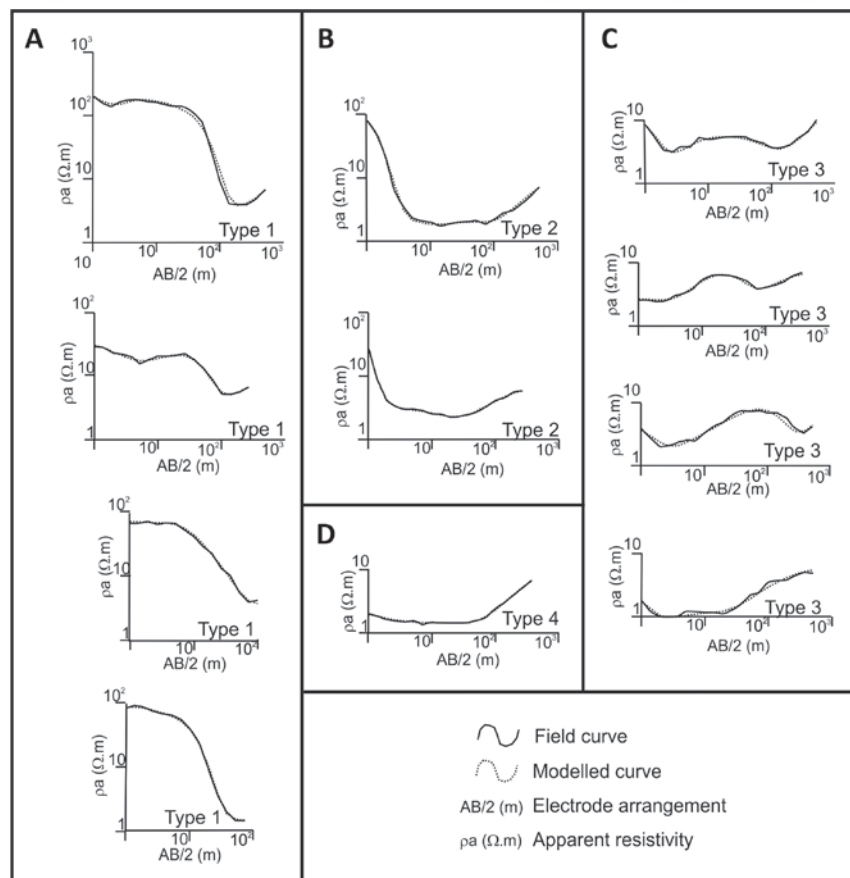 A
10³
10²
10
1
10
ρa (Ω.m)
Type 1
10¹
10²
10³
AB/2 (m)
10²
10
1
ρa (Ω.m)
Type 1
10¹
10²
10³
AB/2 (m)
10²
10
1
ρa (Ω.m)
Type 1
10¹
10²
AB/2 (m)
10²
10
1
ρa (Ω.m)
Type 1
10¹
10²
AB/2 (m)
B
10²
10
1
ρa (Ω.m)
Type 2
10¹
10²
10³
AB/2 (m)
10²
10
1
ρa (Ω.m)
Type 2
10¹
10²
10³
AB/2 (m)
C
10
1
ρa (Ω.m)
Type 3
10¹
10²
10³
AB/2 (m)
10
1
ρa (Ω.m)
Type 3
10¹
10²
10³
AB/2 (m)
10
1
ρa (Ω.m)
Type 3
10¹
10²
10³
AB/2 (m)
10
1
ρa (Ω.m)
Type 3
10¹
10²
10³
AB/2 (m)
D
10
1
ρa (Ω.m)
Type 4
10¹
10²
10³
AB/2 (m)
Field curve
Modelled curve
AB/2 (m) Electrode arrangement
ρa (Ω.m) Apparent resistivity